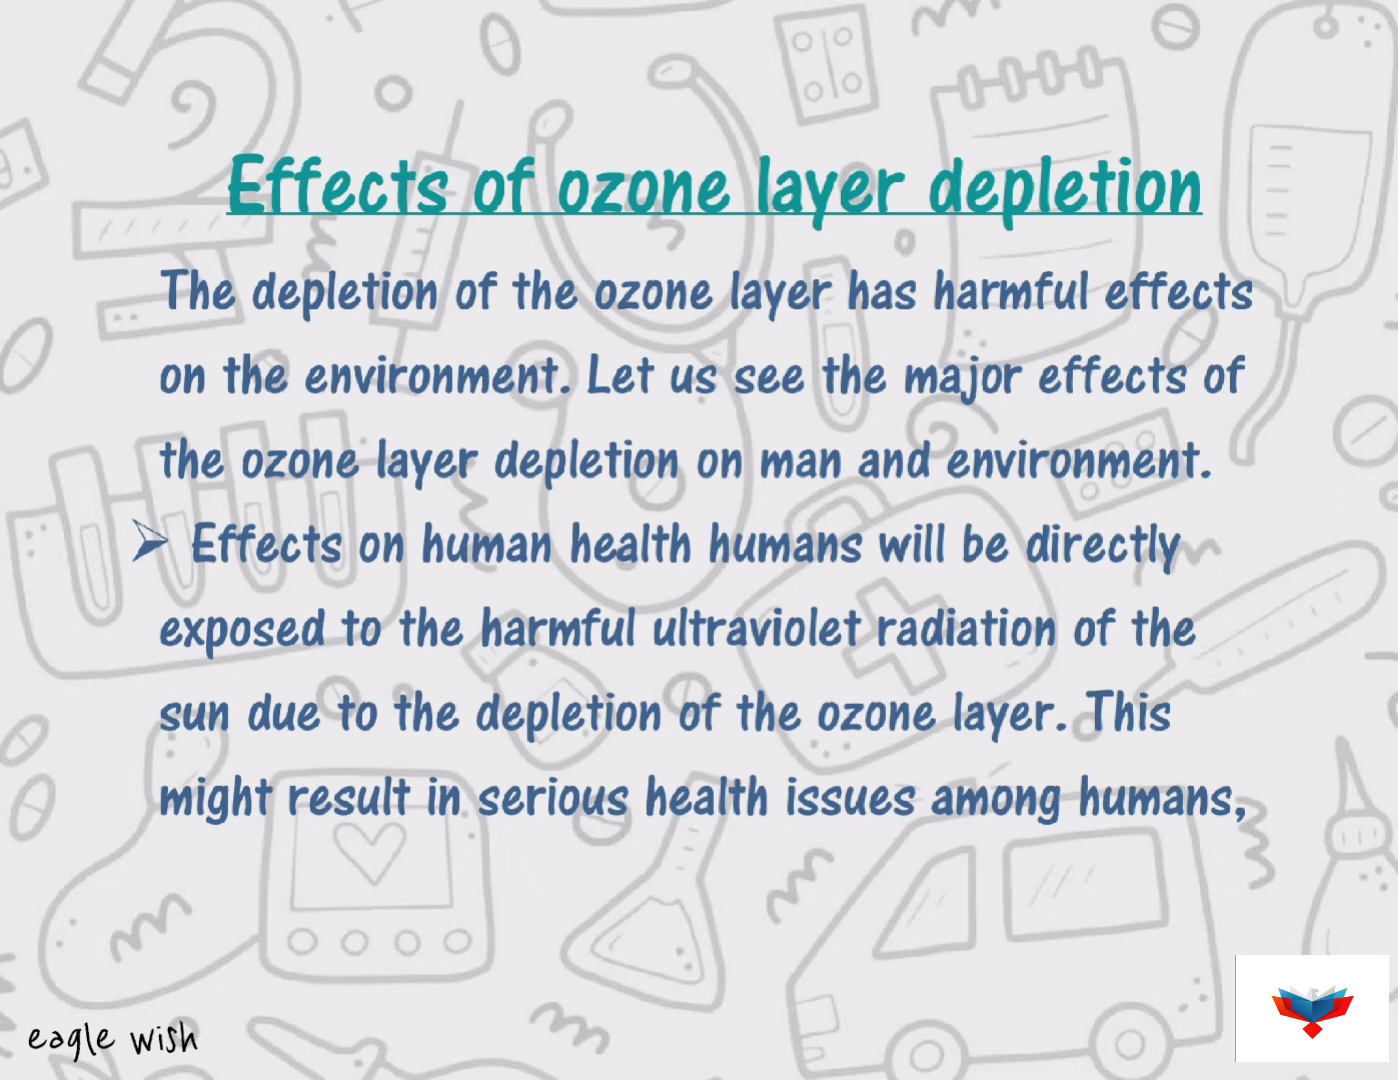 Effects of ozone layer depletion
The depletion of the ozone layer has harmful effects
on the environment. Let us see the major effects of
the ozone layer depletion on man and environment.
➢ Effects on human health humans will be directly
exposed to the harmful ultraviolet radiation of the
sun due to the depletion of the ozone layer. This
might result in serious health issues among humans,
eagle wish